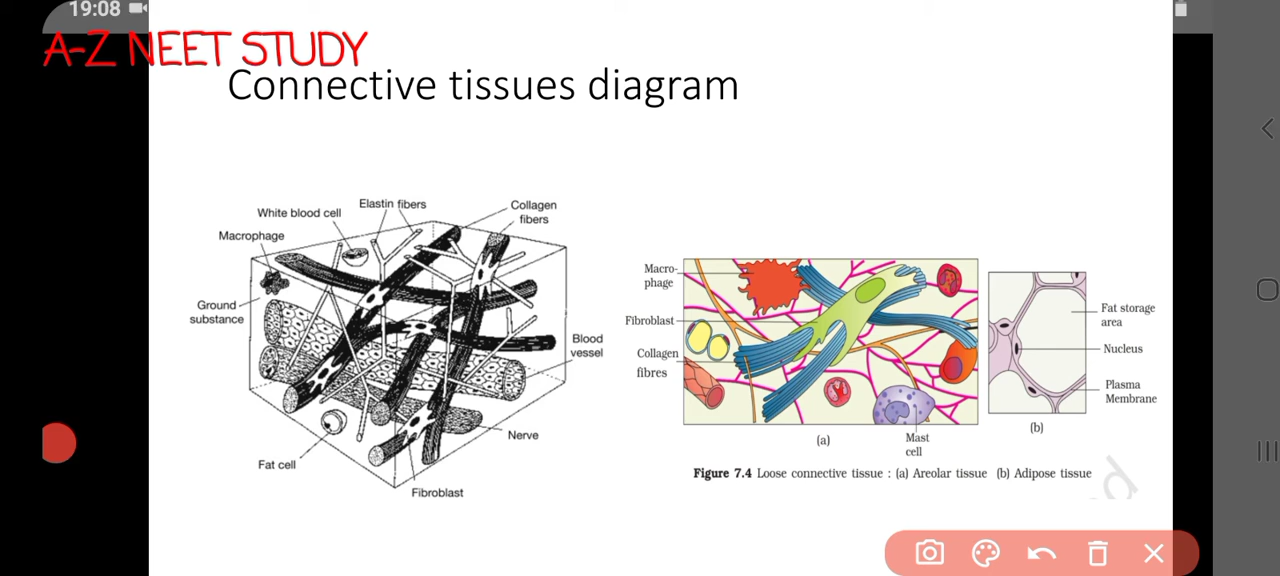 19:08
A-Z NEET STUDY
Connective tissues diagram
White blood cell
Elastin fibers
Collagen
fibers
Macrophage
Ground
substance
Blood
vessel
Nerve
Fat cell
Fibroblast
Macro-
phage
Fibroblast
Collagen
fibres
Mast
cell
(a)
Fat storage
area
Nucleus
Plasma
Membrane
(b)
Figure 7.4 Loose connective tissue : (a) Areolar tissue (b) Adipose tissue